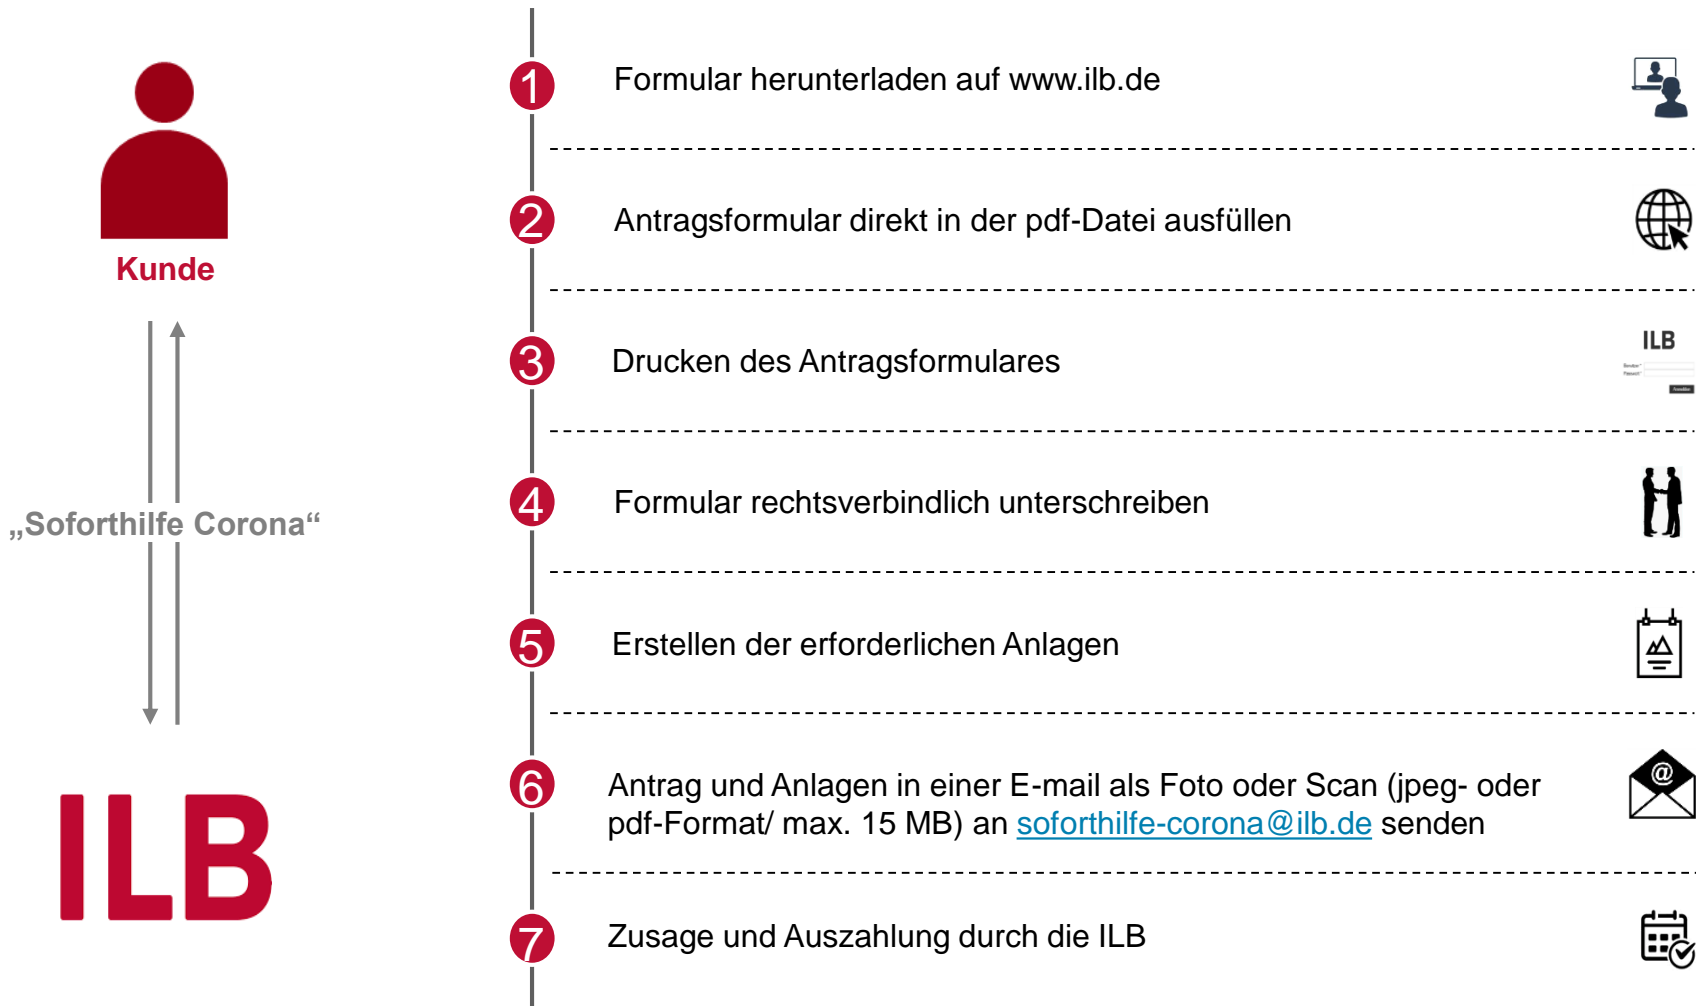 Kunde
„Soforthilfe Corona“
ILB
1
Formular herunterladen auf www.ilb.de
2
Antragsformular direkt in der pdf-Datei ausfüllen
3
Drucken des Antragsformulares
ILB
4
Formular rechtsverbindlich unterschreiben
5
Erstellen der erforderlichen Anlagen
6
Antrag und Anlagen in einer E-mail als Foto oder Scan (jpeg- oder
pdf-Format/ max. 15 MB) an soforthilfe-corona@ilb.de senden
@
7
Zusage und Auszahlung durch die ILB